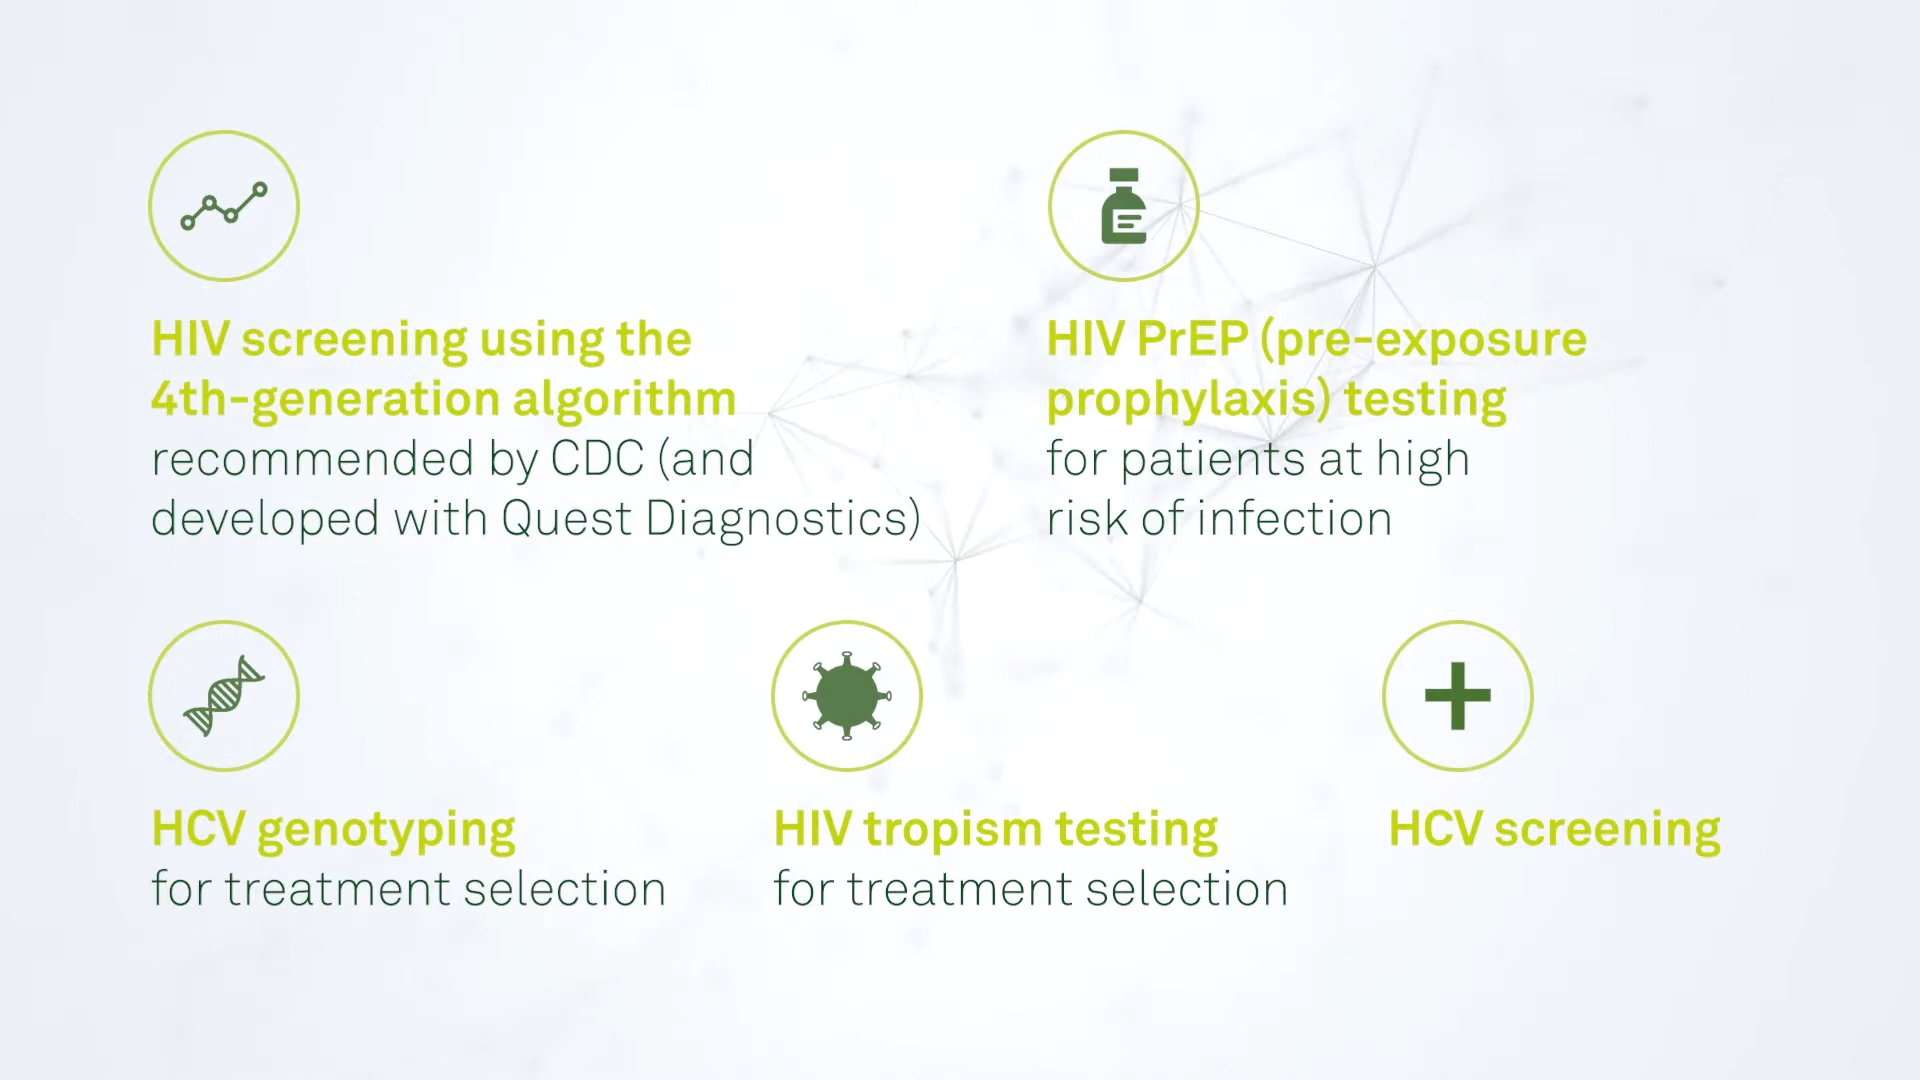 HIV screening using the
4th-generation algorithm
recommended by CDC (and
developed with Quest Diagnostics)
HIV PrEP (pre-exposure
prophylaxis) testing
for patients at high
risk of infection
HCV genotyping
for treatment selection
HIV tropism testing
for treatment selection
HCV screening